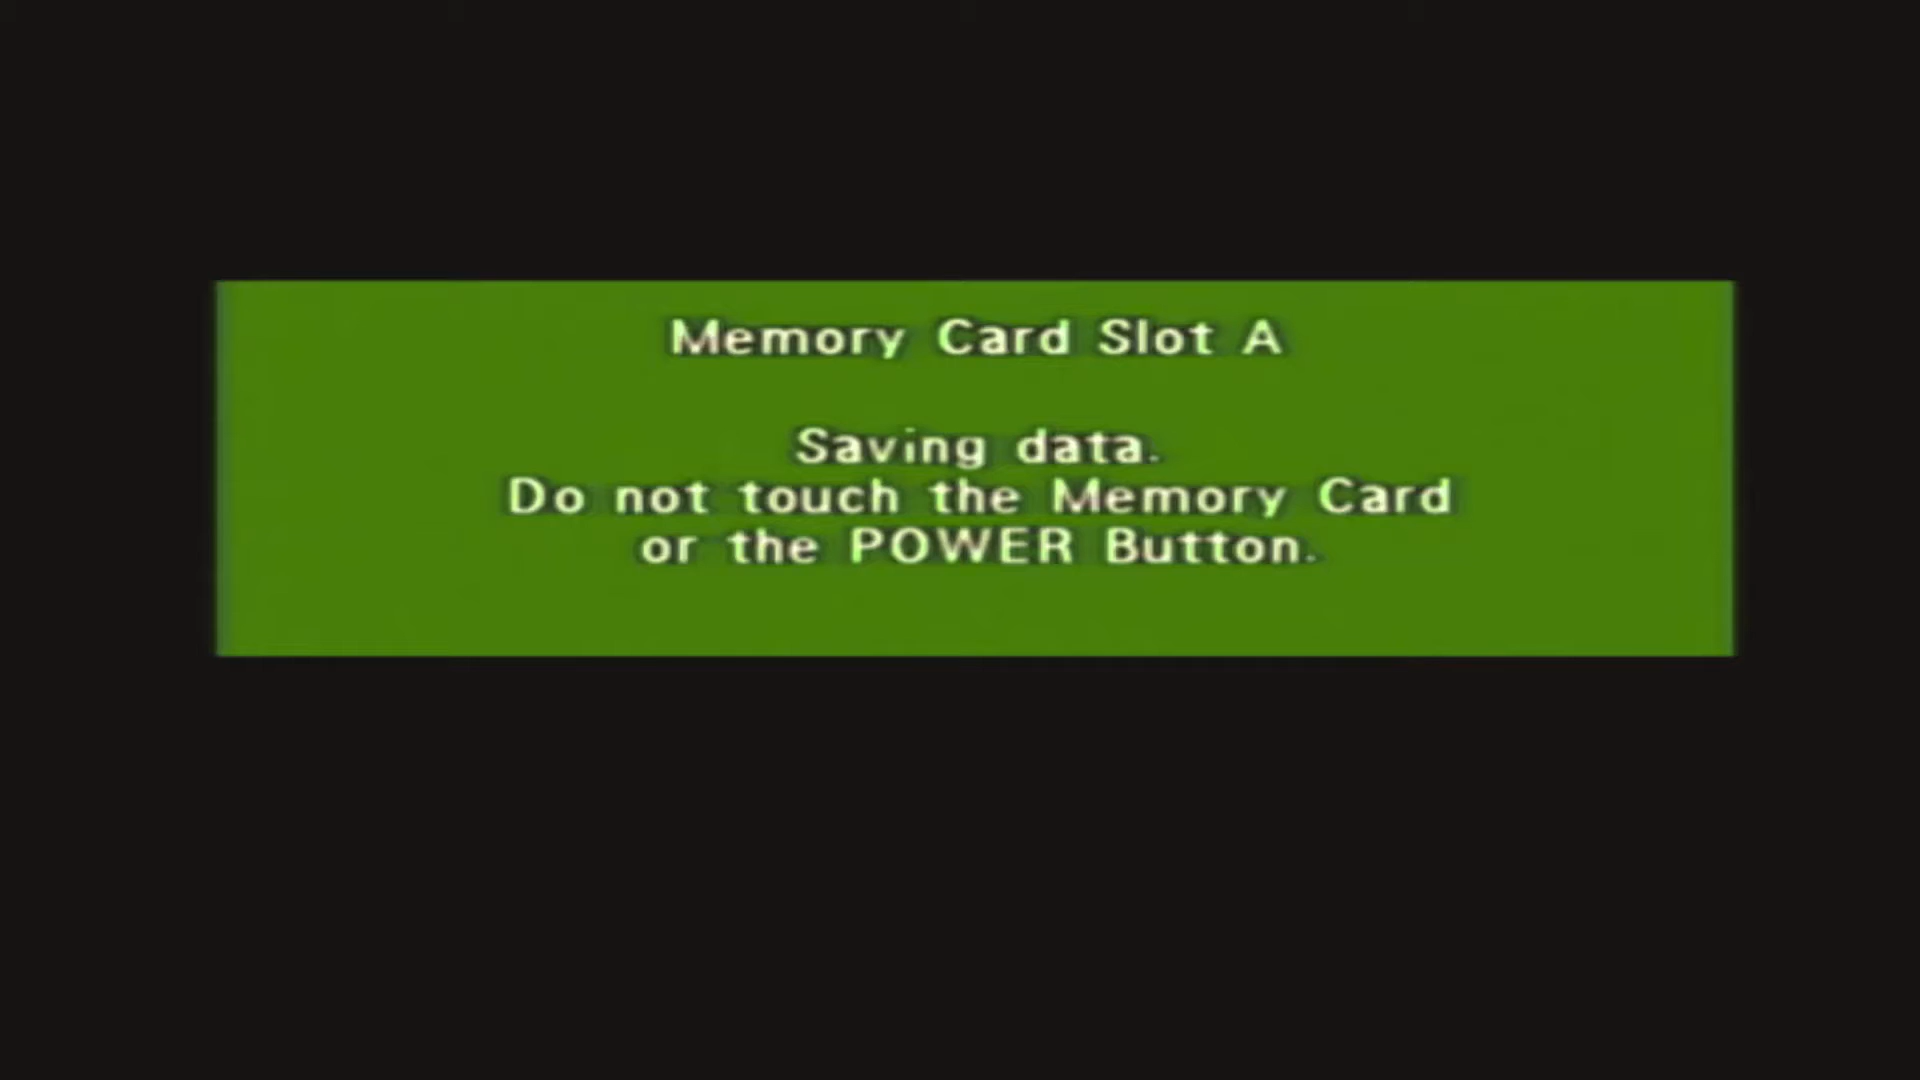 Memory Card Slot A
Saving data.
Do not touch the Memory Card
or the POWER Button.